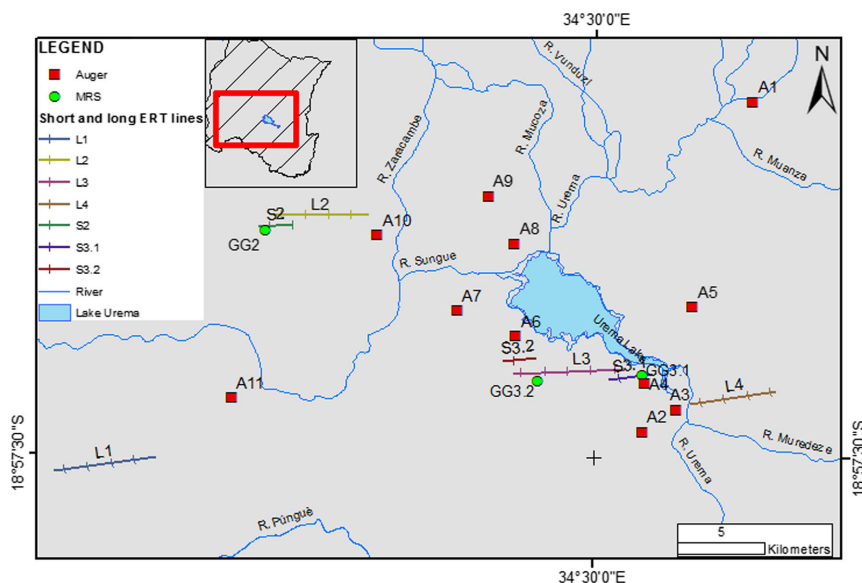 34°30'0"E
LEGEND
Auger
MRS
Short and long ERT lines
L1
L2
L3
L4
S2
S3.1
S3.2
River
Lake Urema
N
R. Vunduzi
A1
R. Mucoza
R. Zaracambe
R. Muanza
A9
R. Urema
L2
S2
A10
A8
GG2
R. Sungue
A7
A5
A6
Urema Lake
S3.2
L3
S3.1
GG3.1
A4
GG3.2
L4
A11
A3
A2
L1
R. Muredeze
R. Urema
18°57'30"S
18°57'30"S
R. Púnguè
5
Kilometers
34°30'0"E